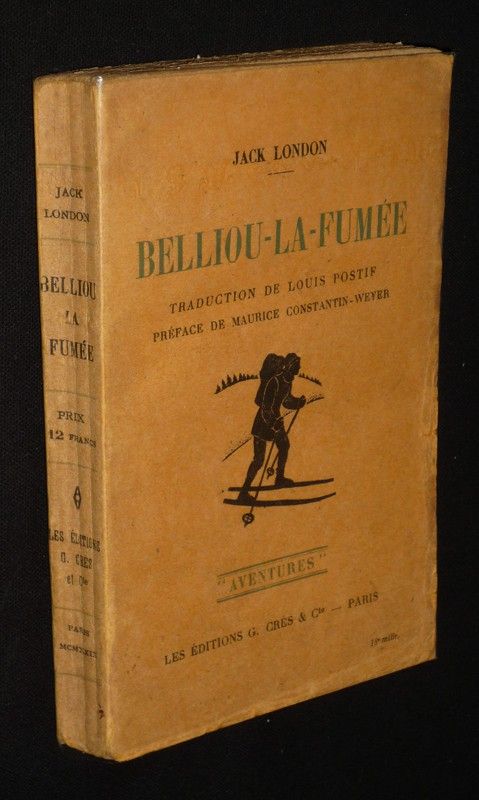 JACK LONDON
BELLIOU-LA-FUMÉE
TRADUCTION DE LOUIS POSTIF
PRÉFACE DE MAURICE CONSTANTIN-WEYER
"AVENTURES"
LES ÉDITIONS G. CRÈS & Cie — PARIS
JACK
LONDON
BELLIOU
LA
FUMÉE
PRIX
12 FRANCS
LES ÉDITIONS
G. CRÈS
et Cie
PARIS